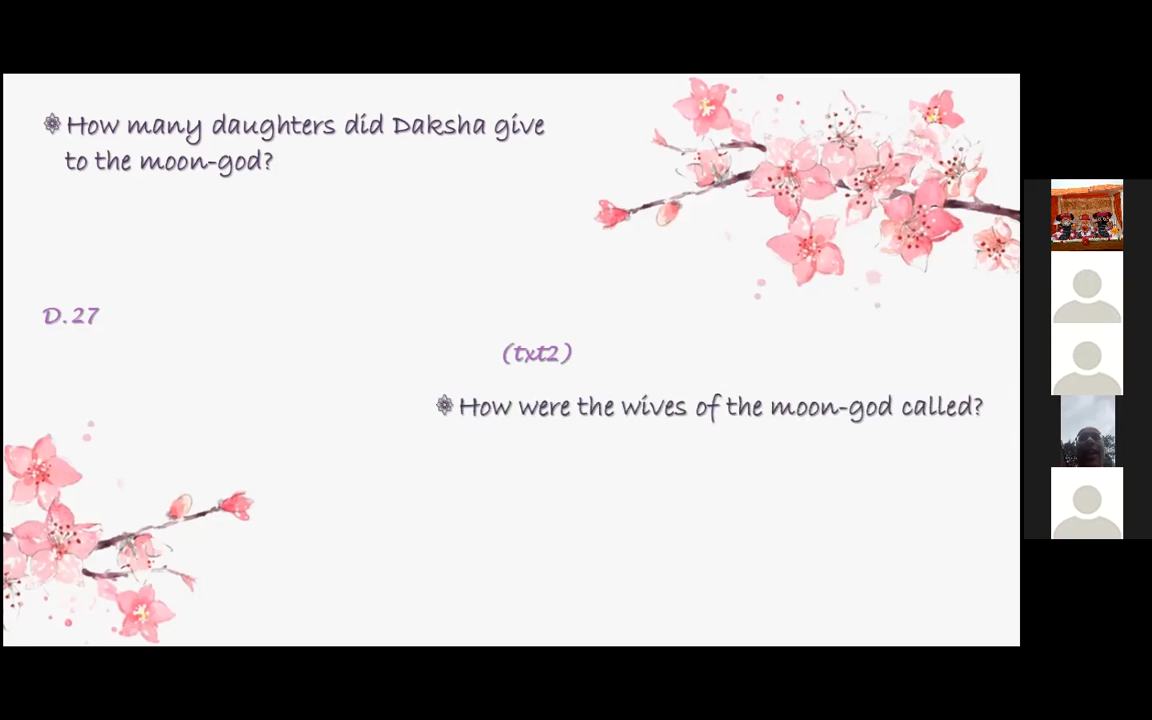 How many daughters did Daksha give
to the moon-god?
D.27
(txt2)
How were the wives of the moon-god called?